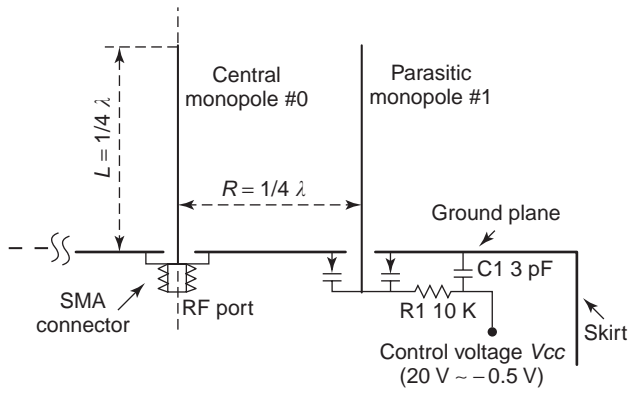 Central
monopole #0
Parasitic
monopole #1
L = 1/4 λ
R = 1/4 λ
Ground plane
C1 3 pF
SMA
connector
RF port
R1 10 K
Skirt
Control voltage Vcc
(20 V ~ –0.5 V)